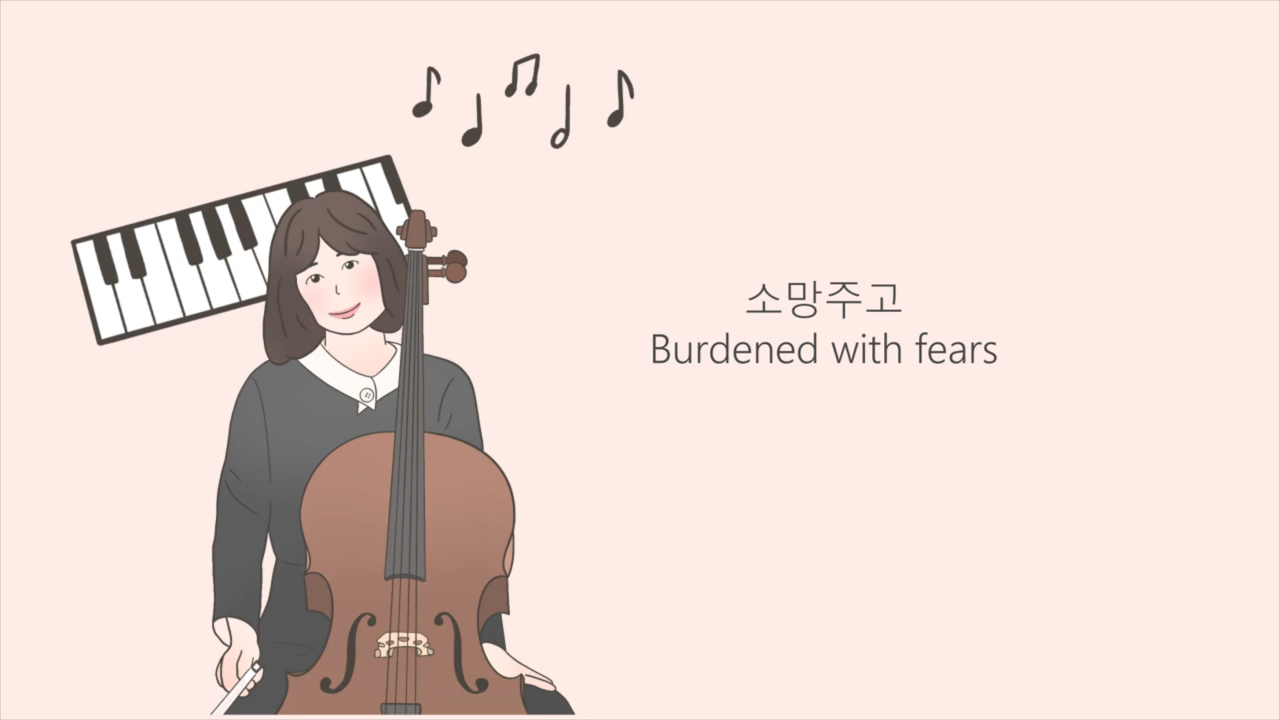 소망주고
Burdened with fears